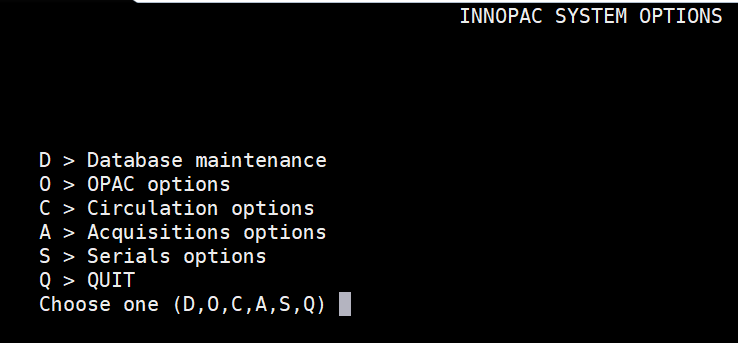 INNOPAC SYSTEM OPTIONS
D > Database maintenance
O > OPAC options
C > Circulation options
A > Acquisitions options
S > Serials options
Q > QUIT
Choose one (D,O,C,A,S,Q)